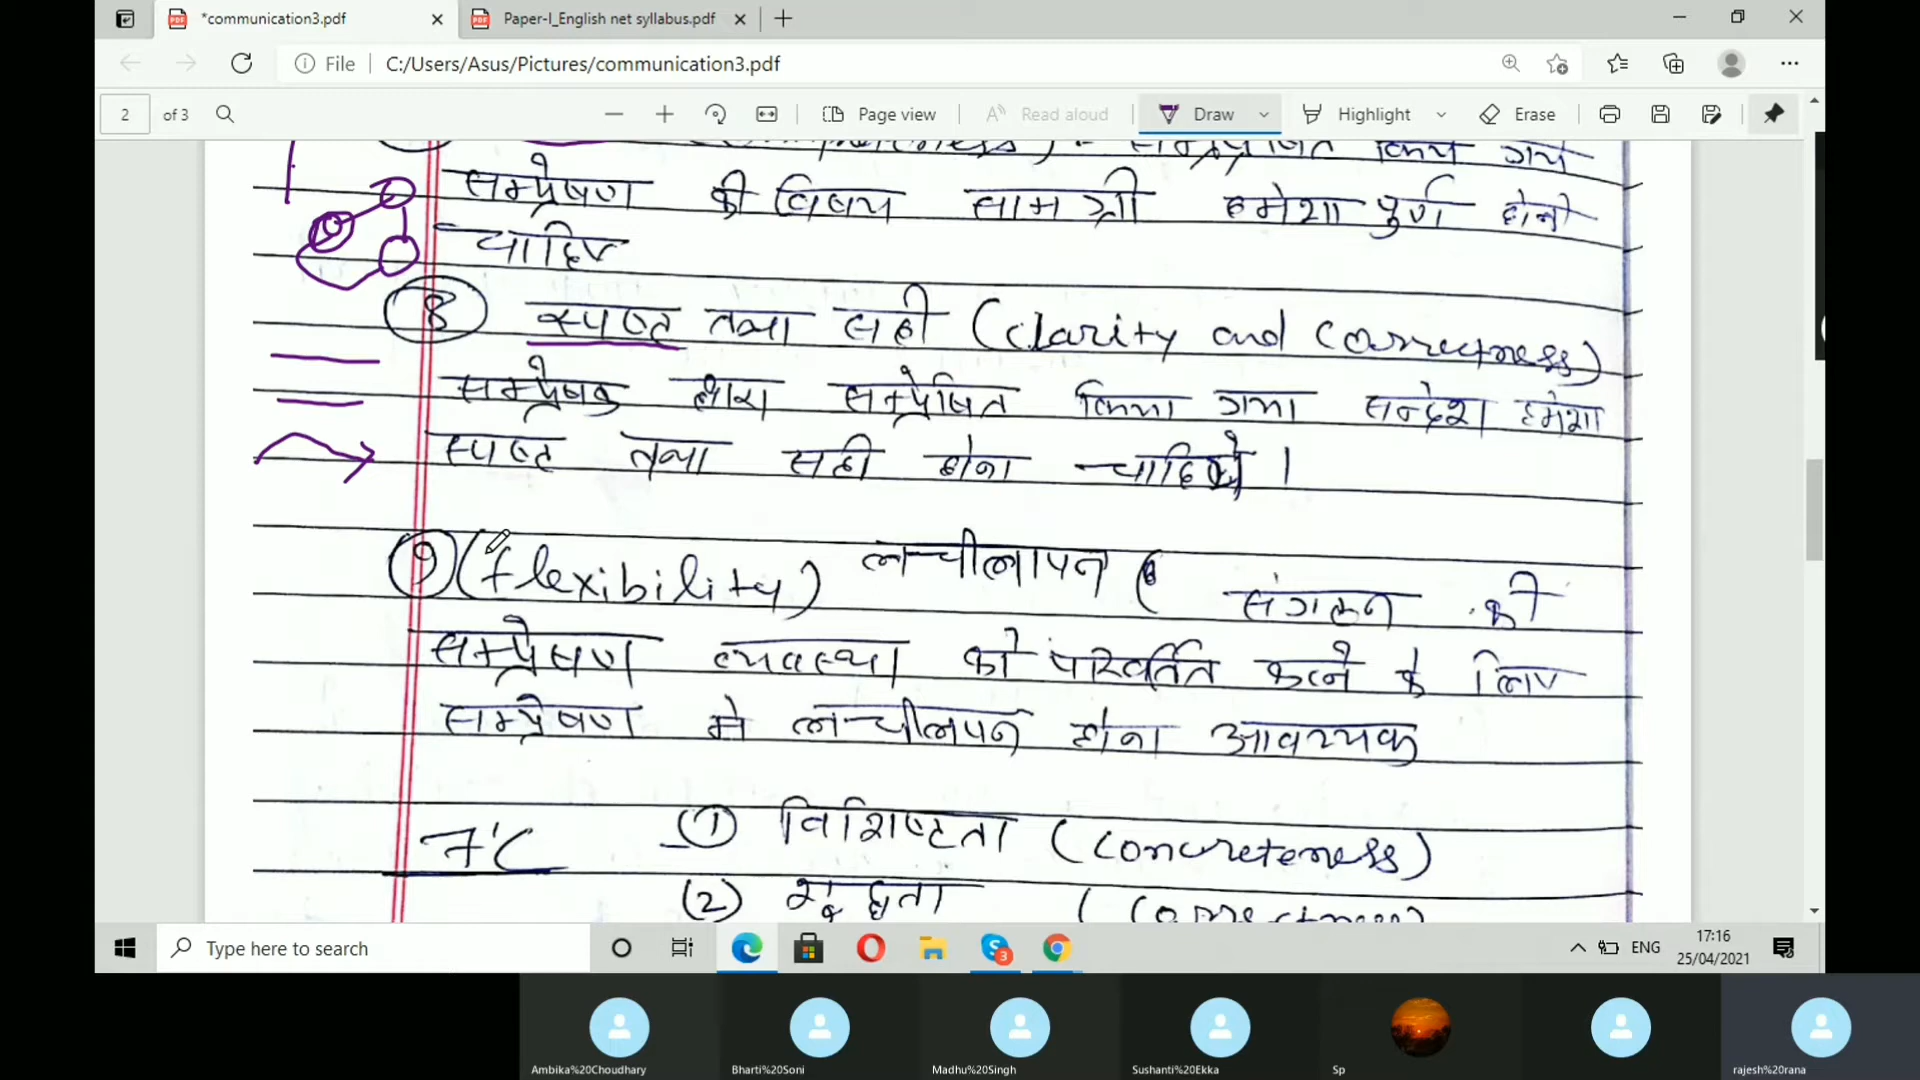 *communication3.pdf
Paper-I_English net syllabus.pdf
File C:/Users/Asus/Pictures/communication3.pdf
2 of 3 Page view Read aloud Draw Highlight Erase
किये गये
सम्प्रेषण की विषय सामग्री हमेशा पूर्ण होनी
चाहिए
8 स्पष्ट तथा सही (clarity and correctness)
सम्प्रेषक द्वारा सम्प्रेषित किया गया सन्देश हमेशा
स्पष्ट तथा सही होना चाहिये ।
9 (flexibility) लचीलापन ( संगठन की
सम्प्रेषण व्यवस्था को परिवर्तित करने के लिए
सम्प्रेषण मे लचीलपन होना आवश्यक
7'C (1) विशिष्टता (concreteness)
(2) शुद्धता (correctness)
Type here to search
ENG 17:16
25/04/2021
3
Ambika%20Choudhary Bharti%20Soni Madhu%20Singh Sushanti%20Ekka Sp rajesh%20rana